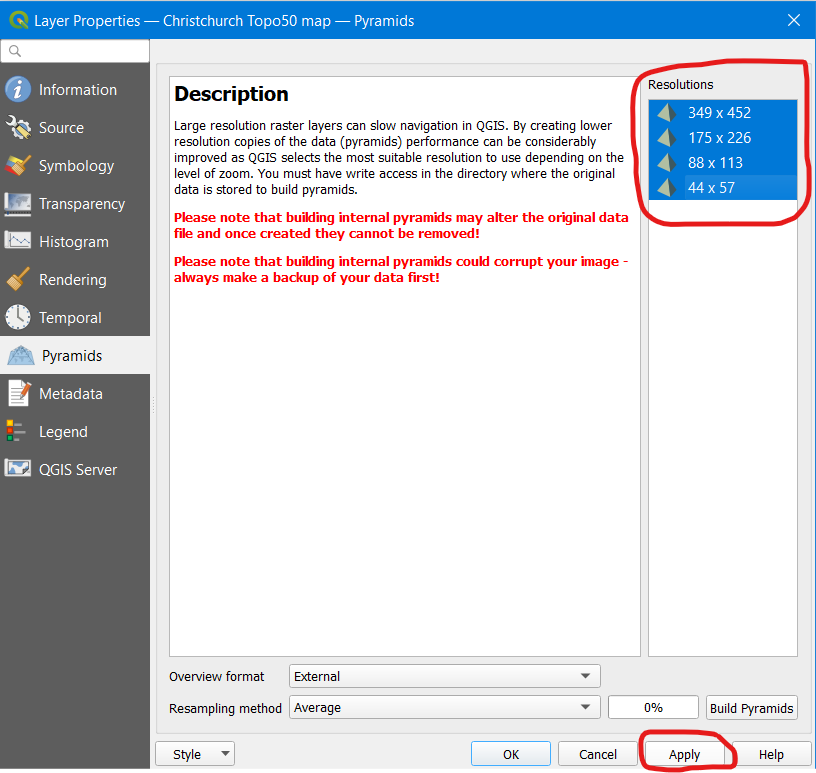 Layer Properties — Christchurch Topo50 map — Pyramids
Information
Source
Symbology
Transparency
Histogram
Rendering
Temporal
Pyramids
Metadata
Legend
QGIS Server
Description
Large resolution raster layers can slow navigation in QGIS. By creating lower
resolution copies of the data (pyramids) performance can be considerably
improved as QGIS selects the most suitable resolution to use depending on the
level of zoom. You must have write access in the directory where the original
data is stored to build pyramids.
Please note that building internal pyramids may alter the original data
file and once created they cannot be removed!
Please note that building internal pyramids could corrupt your image -
always make a backup of your data first!
Resolutions
349 x 452
175 x 226
88 x 113
44 x 57
Overview format External
Resampling method Average 0% Build Pyramids
Style OK Cancel Apply Help